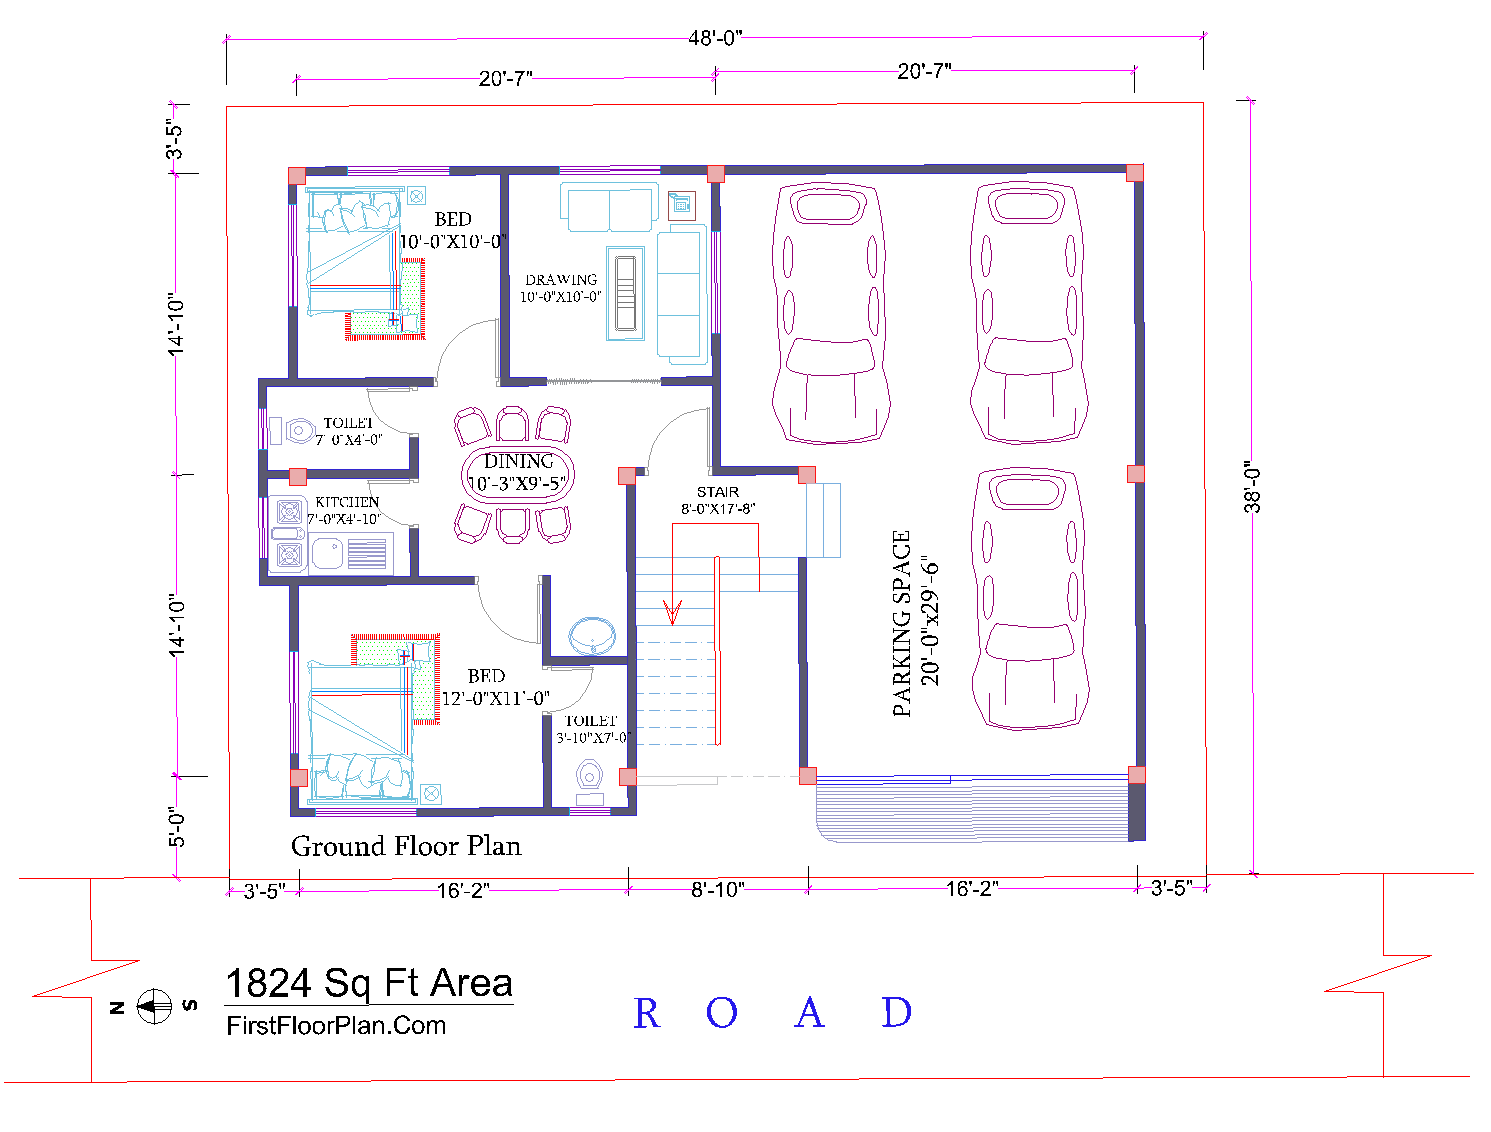 48'-0"
20'-7"
20'-7"
3'-5"
14'-10"
14'-10"
5'-0"
38'-0"
BED
10'-0"X10'-0"
DRAWING
10'-0"X10'-0"
TOILET
7'-0"X4'-0"
DINING
10'-3"X9'-5"
KITCHEN
7'-0"X4'-10"
STAIR
8'-0"X17'-8"
PARKING SPACE
20'-0"x29'-6"
BED
12'-0"X11'-0"
TOILET
3'-10"X7'-0"
Ground Floor Plan
3'-5"
16'-2"
8'-10"
16'-2"
3'-5"
1824 Sq Ft Area
FirstFloorPlan.Com
N
S
R O A D